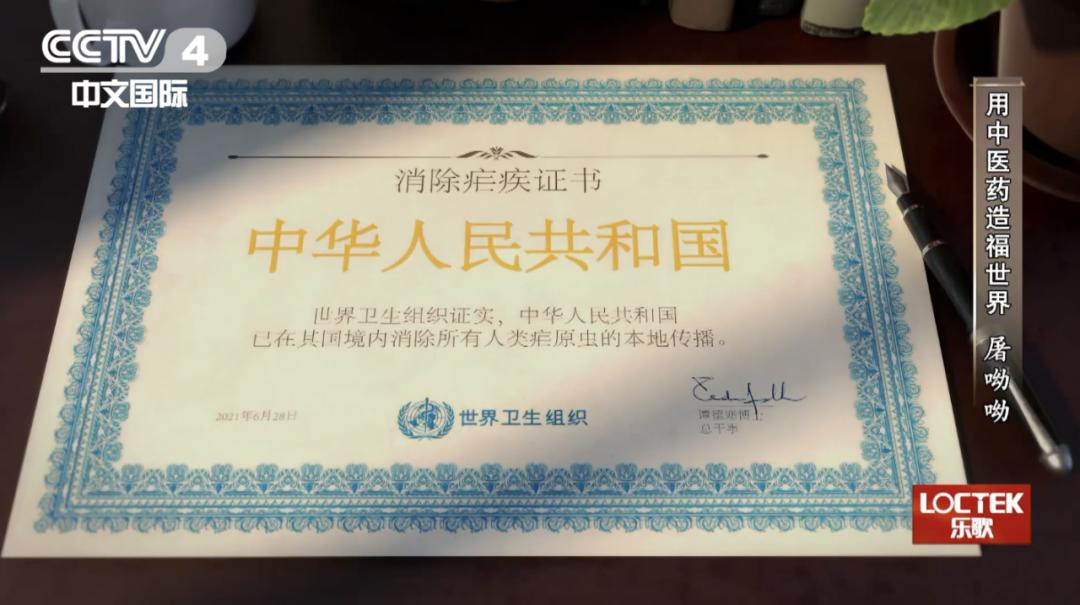 CCTV 4
中文国际
用中医药造福世界 屠呦呦
消除疟疾证书
中华人民共和国
世界卫生组织证实，中华人民共和国
已在其国境内消除所有人类疟原虫的本地传播。
2021年6月28日
世界卫生组织
谭德塞博士
总干事
LOCTEK
乐歌